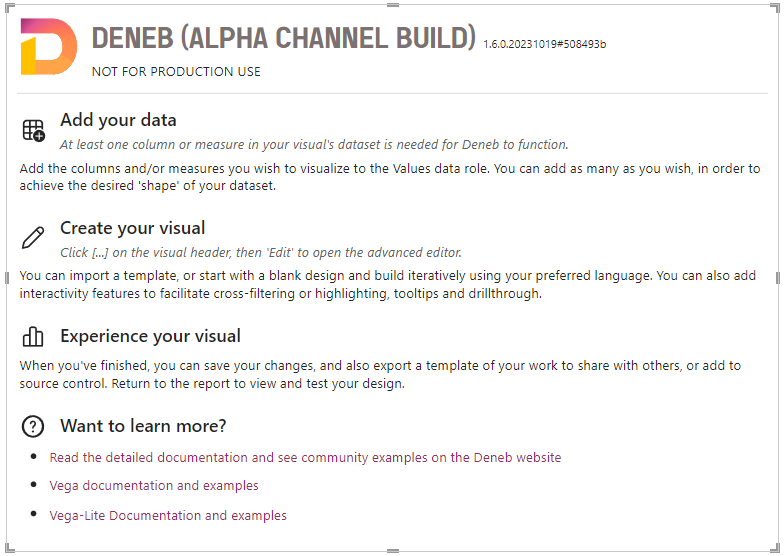 DENEB (ALPHA CHANNEL BUILD) 1.6.0.20231019#508493b
NOT FOR PRODUCTION USE
Add your data
At least one column or measure in your visual's dataset is needed for Deneb to function.
Add the columns and/or measures you wish to visualize to the Values data role. You can add as many as you wish, in order to
achieve the desired 'shape' of your dataset.
Create your visual
Click [...] on the visual header, then 'Edit' to open the advanced editor.
You can import a template, or start with a blank design and build iteratively using your preferred language. You can also add
interactivity features to facilitate cross-filtering or highlighting, tooltips and drillthrough.
Experience your visual
When you've finished, you can save your changes, and also export a template of your work to share with others, or add to
source control. Return to the report to view and test your design.
Want to learn more?
Read the detailed documentation and see community examples on the Deneb website
Vega documentation and examples
Vega-Lite Documentation and examples